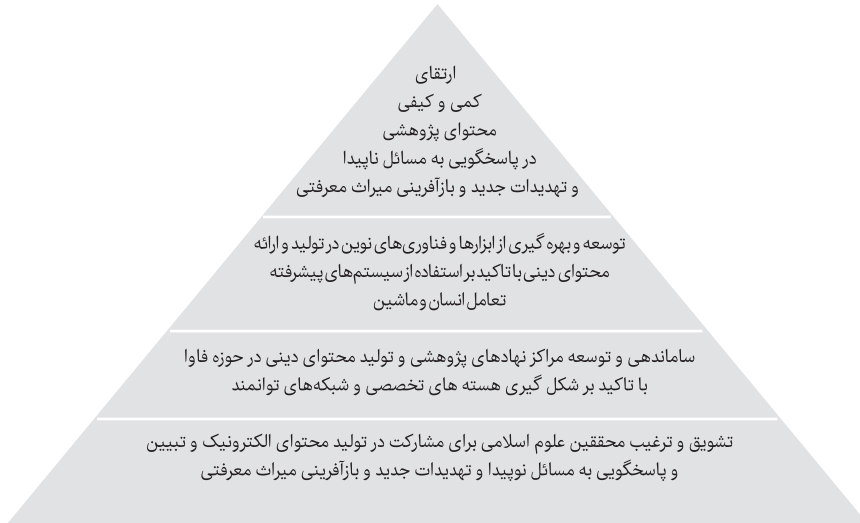 ارتقای
کمی و کیفی
محتوای پژوهشی
در پاسخگویی به مسائل ناپیدا
و تهدیدات جدید و بازآفرینی میراث معرفتی
توسعه و بهره گیری از ابزارها و فناوری‌های نوین در تولید و ارائه
محتوای دینی با تاکید بر استفاده از سیستم‌های پیشرفته
تعامل انسان و ماشین
ساماندهی و توسعه مراکز نهادهای پژوهشی و تولید محتوای دینی در حوزه فاوا
با تاکید بر شکل گیری هسته های تخصصی و شبکه‌های توانمند
تشویق و ترغیب محققین علوم اسلامی برای مشارکت در تولید محتوای الکترونیک و تبیین
و پاسخگویی به مسائل نوپیدا و تهدیدات جدید و بازآفرینی میراث معرفتی